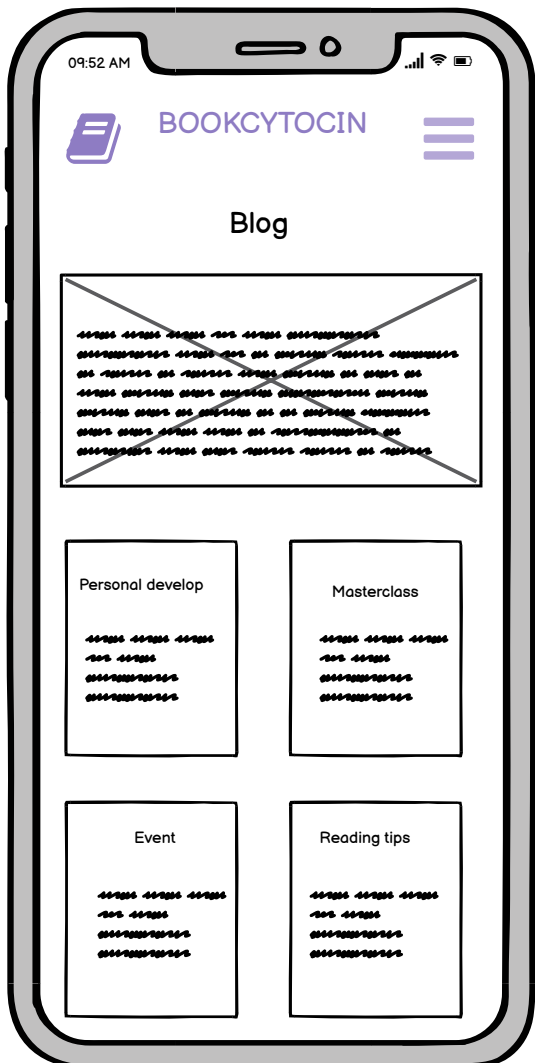 09:52 AM
BOOKCYTOCIN
Blog
Personal develop
Masterclass
Event
Reading tips